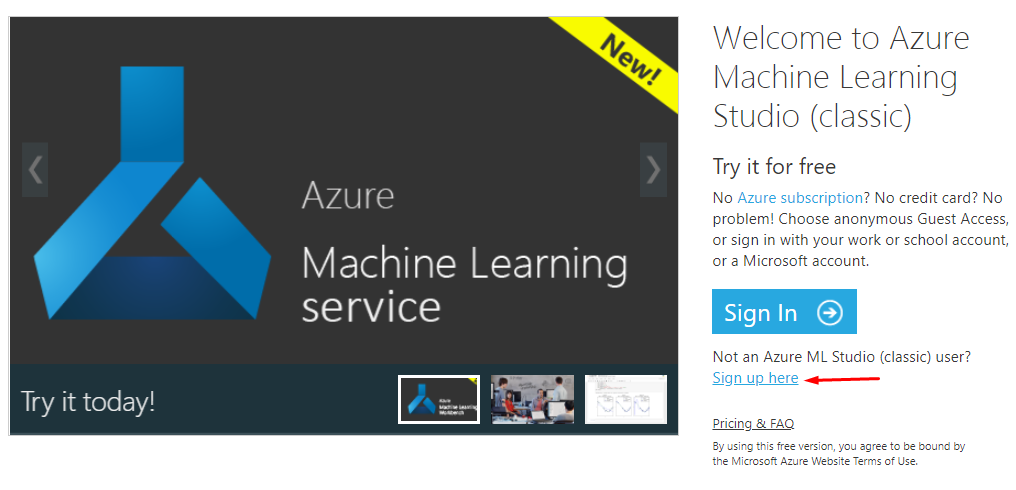 New!
Azure
Machine Learning
service
Try it today!
Azure
Machine Learning
Workbench
Welcome to Azure
Machine Learning
Studio (classic)
Try it for free
No Azure subscription? No credit card? No
problem! Choose anonymous Guest Access,
or sign in with your work or school account,
or a Microsoft account.
Sign In
Not an Azure ML Studio (classic) user?
Sign up here
Pricing & FAQ
By using this free version, you agree to be bound by
the Microsoft Azure Website Terms of Use.